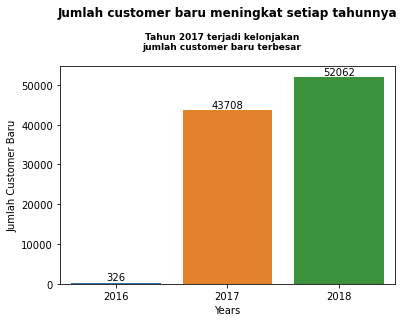 Jumlah customer baru meningkat setiap tahunnya
Tahun 2017 terjadi kelonjakan
jumlah customer baru terbesar
52062
43708
326
50000
40000
30000
20000
10000
0
Jumlah Customer Baru
2016 2017 2018
Years